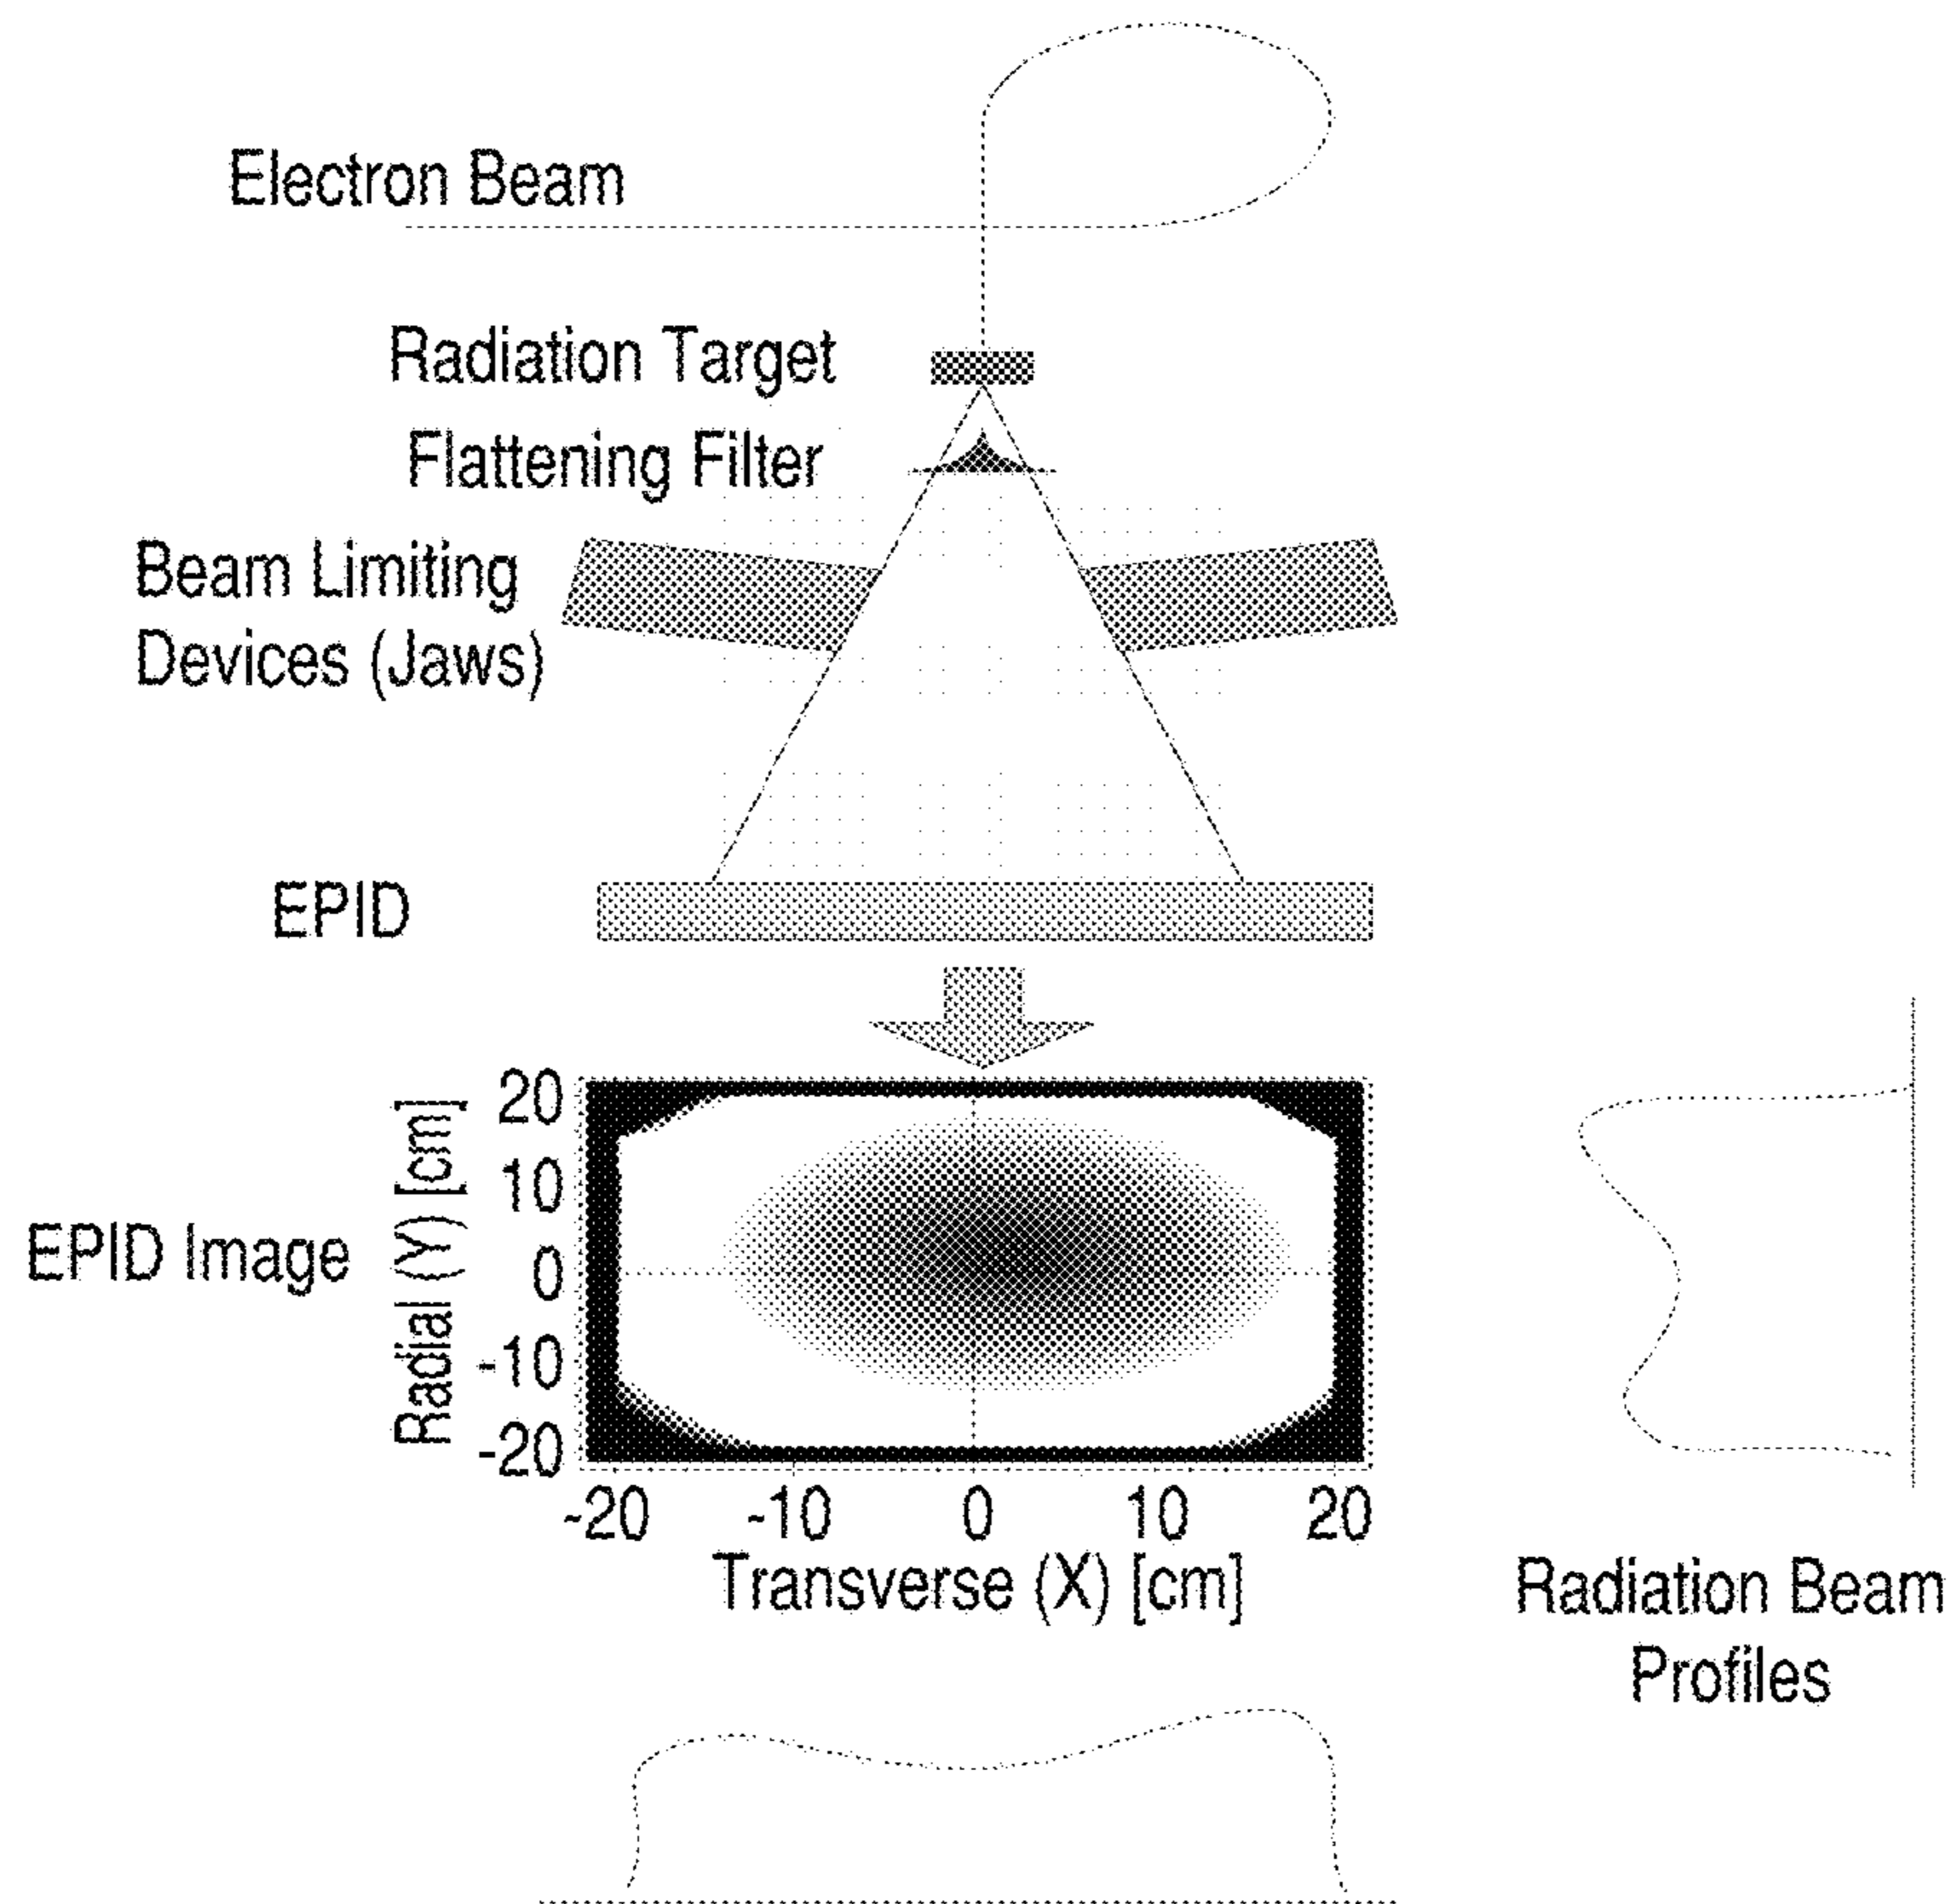 Electron Beam
Radiation Target
Flattening Filter
Beam Limiting
Devices (Jaws)
EPID
EPID Image
Radial (Y) [cm]
20
10
0
-10
-20
-20 -10 0 10 20
Transverse (X) [cm]
Radiation Beam
Profiles